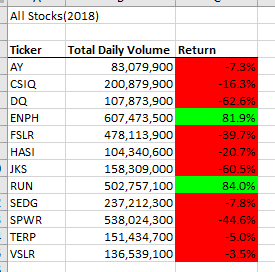 All Stocks(2018)
Ticker Total Daily Volume Return
AY 83,079,900 -7.3%
CSIQ 200,879,900 -16.3%
DQ 107,873,900 -62.6%
ENPH 607,473,500 81.9%
FSLR 478,113,900 -39.7%
HASI 104,340,600 -20.7%
JKS 158,309,000 -60.5%
RUN 502,757,100 84.0%
SEDG 237,212,300 -7.8%
SPWR 538,024,300 -44.6%
TERP 151,434,700 -5.0%
VSLR 136,539,100 -3.5%